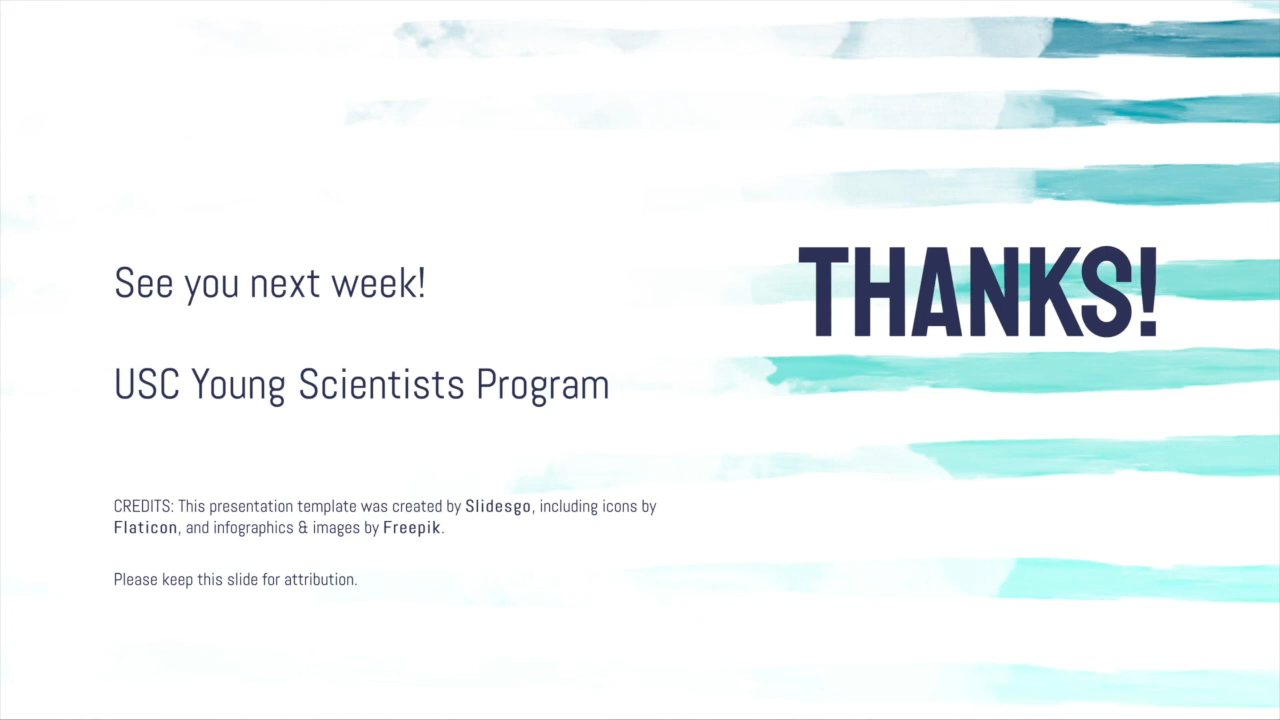 See you next week!
THANKS!
USC Young Scientists Program
CREDITS: This presentation template was created by Slidesgo, including icons by
Flaticon, and infographics & images by Freepik.
Please keep this slide for attribution.